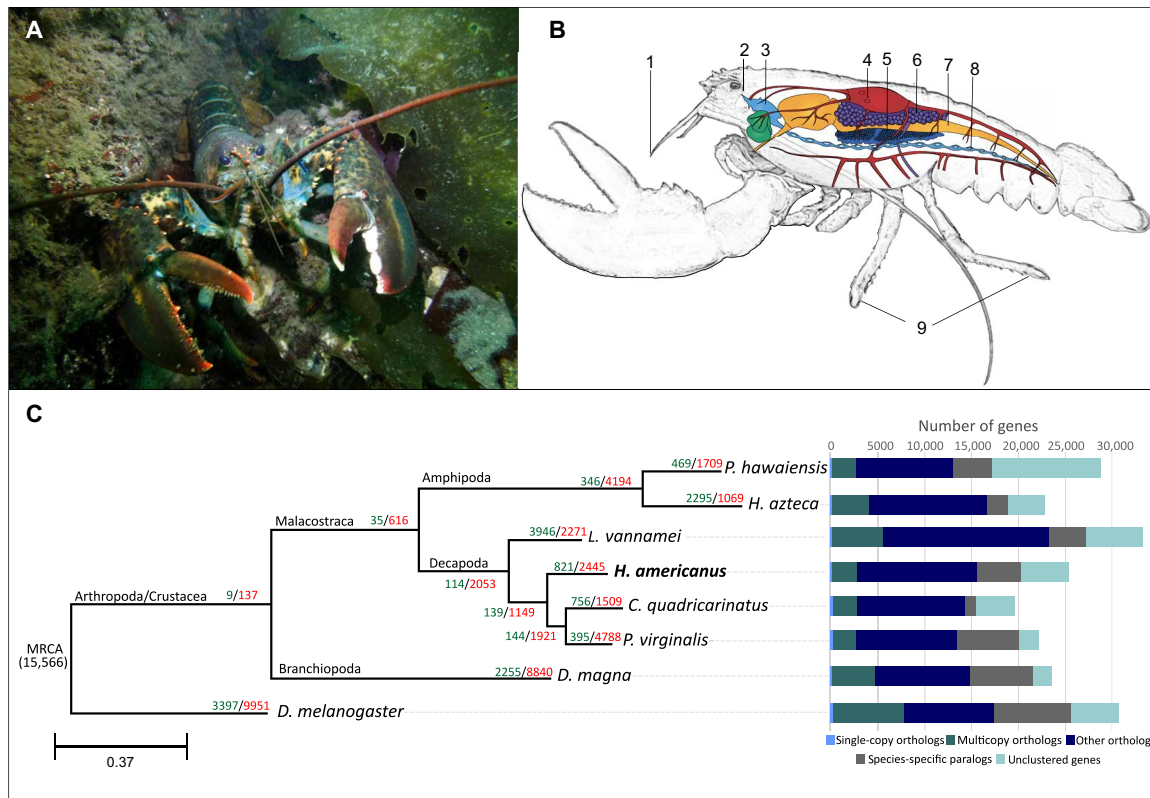 A
B
1
2
3
4
5
6
7
8
9
C
Number of genes
0 5000 10,000 15,000 20,000 25,000 30,000
469/1709 P. hawaiensis
Amphipoda
346/4194
2295/1069 H. azteca
35/616
Malacostraca
3946/2271 L. vannamei
Decapoda
114/2053
821/2445 H. americanus
139/1149
756/1509 C. quadricarinatus
144/1921
395/4788 P. virginalis
Arthropoda/Crustacea 9/137
MRCA
(15,566)
Branchiopoda
2255/8840 D. magna
3397/9951 D. melanogaster
0.37
Single-copy orthologs Multicopy orthologs Other ortholog
Species-specific paralogs Unclustered genes